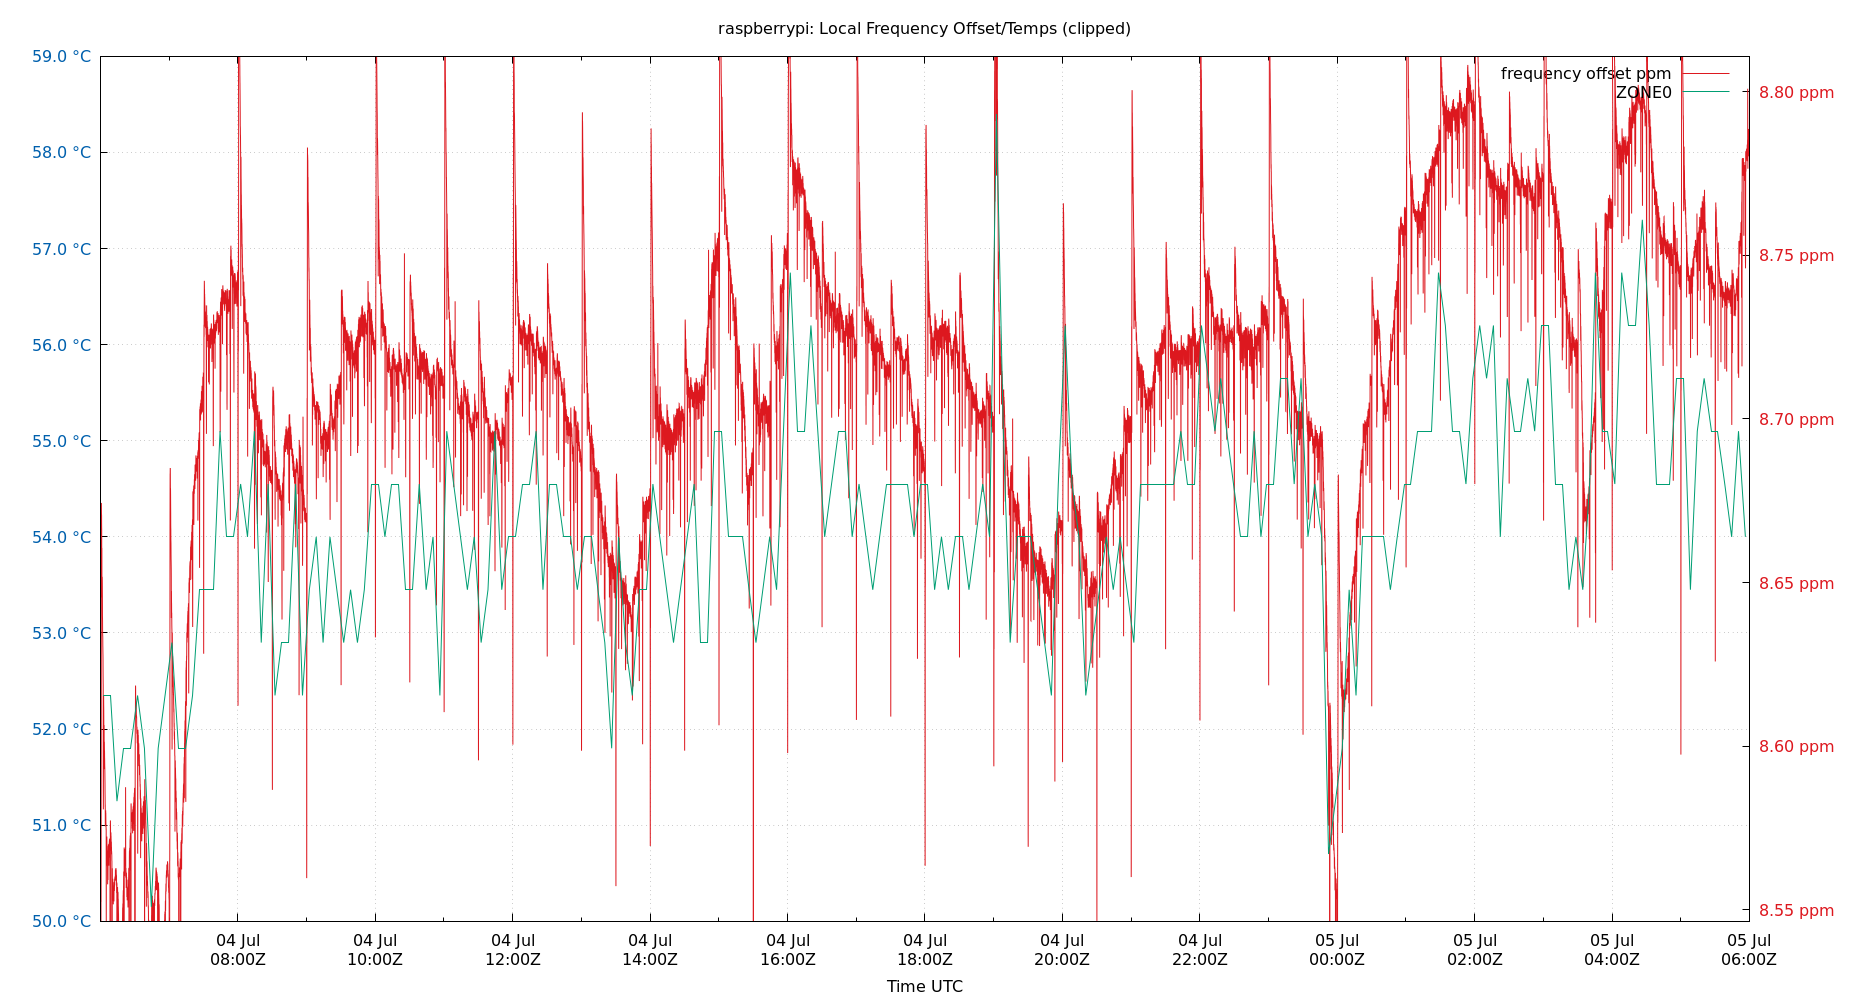 raspberrypi: Local Frequency Offset/Temps (clipped)
59.0 °C
58.0 °C
57.0 °C
56.0 °C
55.0 °C
54.0 °C
53.0 °C
52.0 °C
51.0 °C
50.0 °C
frequency offset ppm
ZONE0
8.80 ppm
8.75 ppm
8.70 ppm
8.65 ppm
8.60 ppm
8.55 ppm
04 Jul 04 Jul 04 Jul 04 Jul 04 Jul 04 Jul 04 Jul 04 Jul 05 Jul 05 Jul 05 Jul 05 Jul
08:00Z 10:00Z 12:00Z 14:00Z 16:00Z 18:00Z 20:00Z 22:00Z 00:00Z 02:00Z 04:00Z 06:00Z
Time UTC